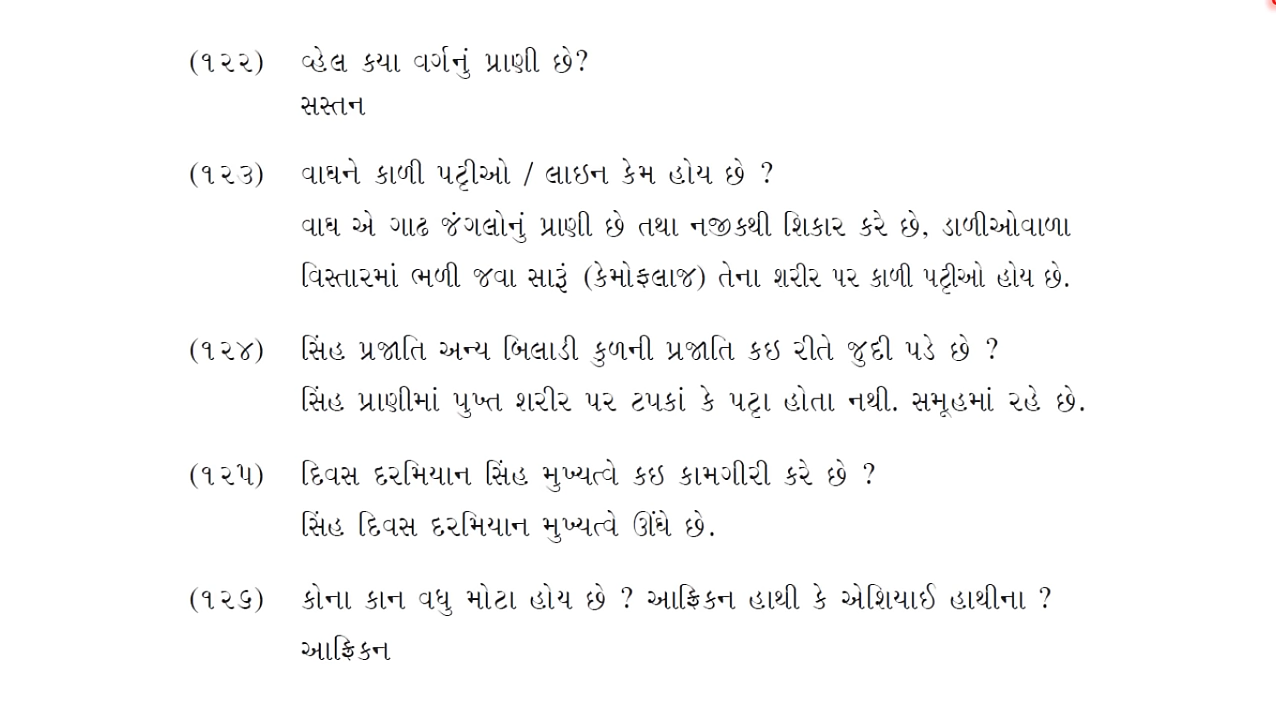 (૧૨૨) વ્હેલ કયા વર્ગનું પ્રાણી છે?
સસ્તન
(૧૨૩) વાઘને કાળી પટ્ટીઓ / લાઇન કેમ હોય છે ?
વાઘ એ ગાઢ જંગલોનું પ્રાણી છે તથા નજીકથી શિકાર કરે છે, ડાળીઓવાળા
વિસ્તારમાં ભળી જવા સારૂં (કેમોફલાજ) તેના શરીર પર કાળી પટ્ટીઓ હોય છે.
(૧૨૪) સિંહ પ્રજાતિ અન્ય બિલાડી કુળની પ્રજાતિ કઇ રીતે જુદી પડે છે ?
સિંહ પ્રાણીમાં પુખ્ત શરીર પર ટપકાં કે પટ્ટા હોતા નથી. સમૂહમાં રહે છે.
(૧૨૫) દિવસ દરમિયાન સિંહ મુખ્યત્વે કઇ કામગીરી કરે છે ?
સિંહ દિવસ દરમિયાન મુખ્યત્વે ઊંઘે છે.
(૧૨૬) કોના કાન વધુ મોટા હોય છે ? આફ્રિકન હાથી કે એશિયાઈ હાથીના ?
આફ્રિકન